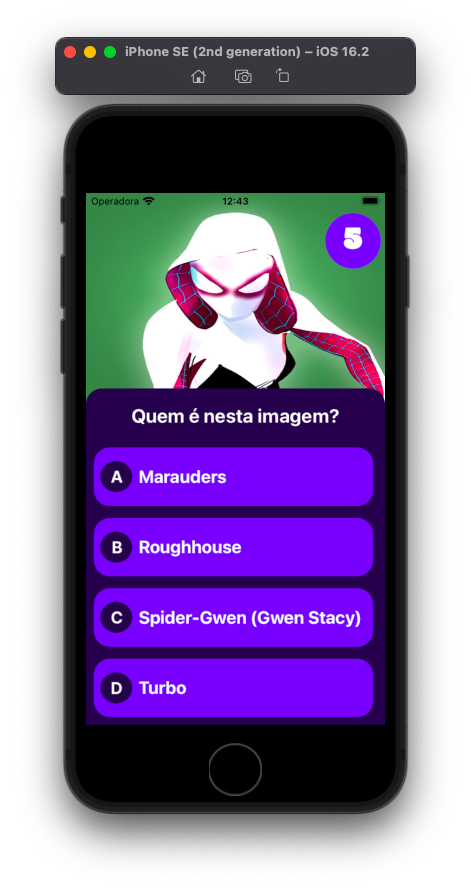 iPhone SE (2nd generation) – iOS 16.2
Operadora 12:43
5
Quem é nesta imagem?
A Marauders
B Roughhouse
C Spider-Gwen (Gwen Stacy)
D Turbo